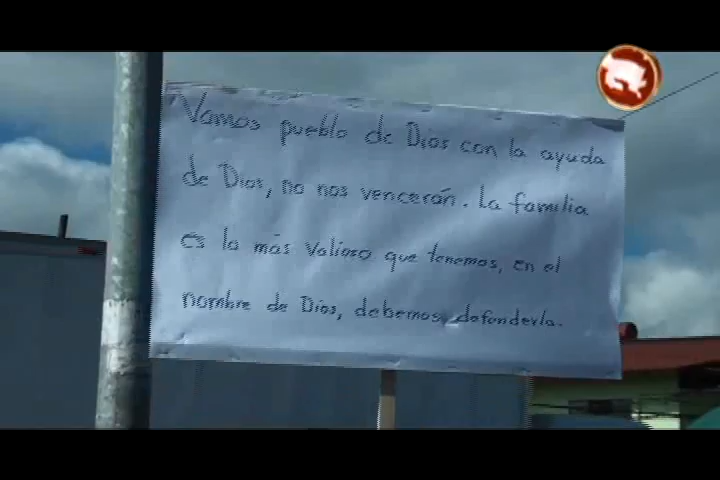 Vamos pueblo de Dios con la ayuda
de Dios, no nos vencerán. La familia
es lo más valioso que tenemos, en el
nombre de Dios, debemos defenderla.